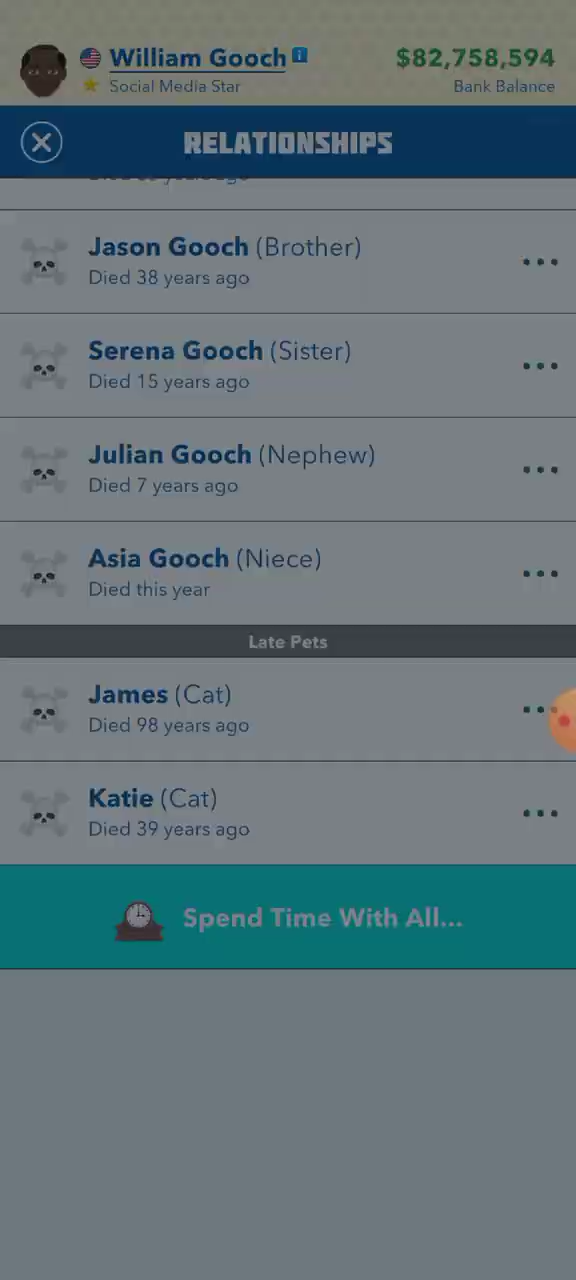 William Gooch i
$82,758,594
Social Media Star
Bank Balance
RELATIONSHIPS
Jason Gooch (Brother)
Died 38 years ago
Serena Gooch (Sister)
Died 15 years ago
Julian Gooch (Nephew)
Died 7 years ago
Asia Gooch (Niece)
Died this year
Late Pets
James (Cat)
Died 98 years ago
Katie (Cat)
Died 39 years ago
Spend Time With All...